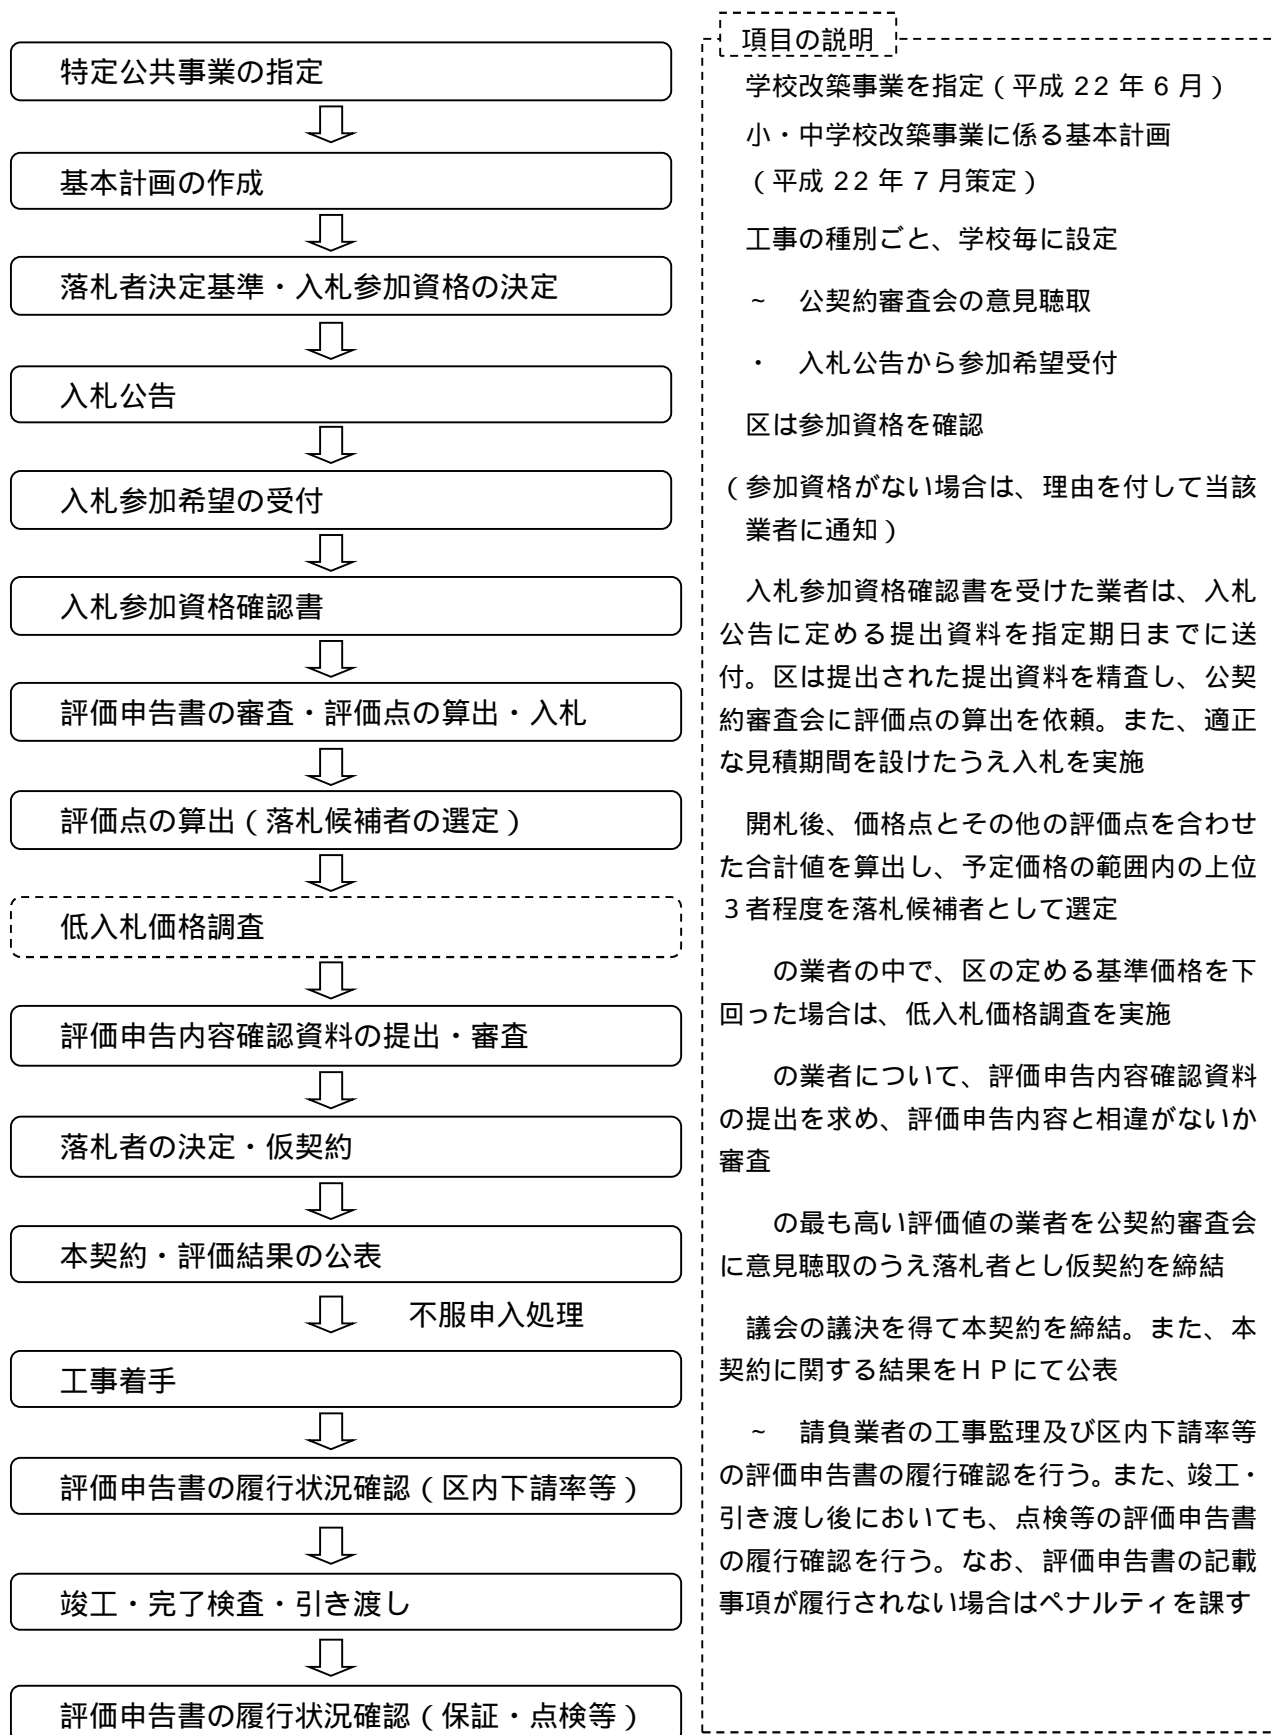 特定公共事業の指定
基本計画の作成
落札者決定基準・入札参加資格の決定
入札公告
入札参加希望の受付
入札参加資格確認書
評価申告書の審査・評価点の算出・入札
評価点の算出(落札候補者の選定)
低入札価格調査
評価申告内容確認資料の提出・審査
落札者の決定・仮契約
本契約・評価結果の公表
不服申入処理
工事着手
評価申告書の履行状況確認(区内下請率等)
竣工・完了検査・引き渡し
評価申告書の履行状況確認(保証・点検等)
項目の説明
学校改築事業を指定(平成 22 年 6 月)
小・中学校改築事業に係る基本計画
(平成 22 年 7 月策定)
工事の種別ごと、学校毎に設定
~ 公契約審査会の意見聴取
・ 入札公告から参加希望受付
区は参加資格を確認
(参加資格がない場合は、理由を付して当該
業者に通知)
入札参加資格確認書を受けた業者は、入札
公告に定める提出資料を指定期日までに送
付。区は提出された提出資料を精査し、公契
約審査会に評価点の算出を依頼。また、適正
な見積期間を設けたうえ入札を実施
開札後、価格点とその他の評価点を合わせ
た合計値を算出し、予定価格の範囲内の上位
3者程度を落札候補者として選定
の業者の中で、区の定める基準価格を下
回った場合は、低入札価格調査を実施
の業者について、評価申告内容確認資料
の提出を求め、評価申告内容と相違がないか
審査
の最も高い評価値の業者を公契約審査会
に意見聴取のうえ落札者とし仮契約を締結
議会の議決を得て本契約を締結。また、本
契約に関する結果をHPにて公表
~ 請負業者の工事監理及び区内下請率等
の評価申告書の履行確認を行う。また、竣工・
引き渡し後においても、点検等の評価申告書
の履行確認を行う。なお、評価申告書の記載
事項が履行されない場合はペナルティを課す